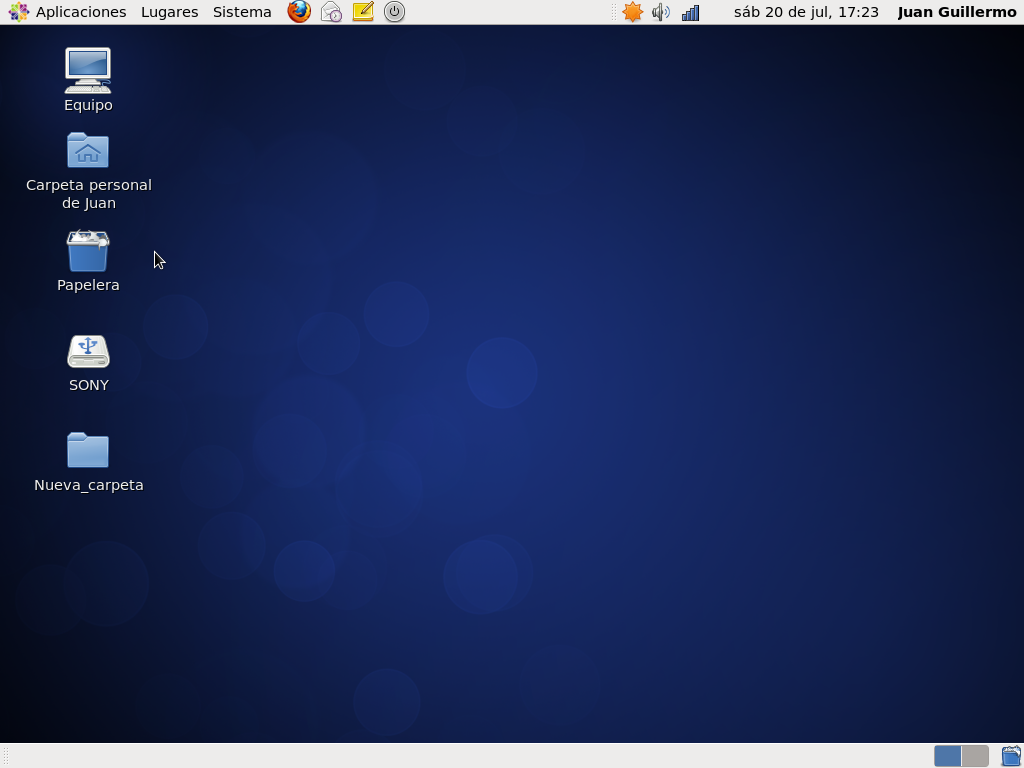 Aplicaciones Lugares Sistema sáb 20 de jul, 17:23 Juan Guillermo
Equipo
Carpeta personal
de Juan
Papelera
SONY
Nueva_carpeta